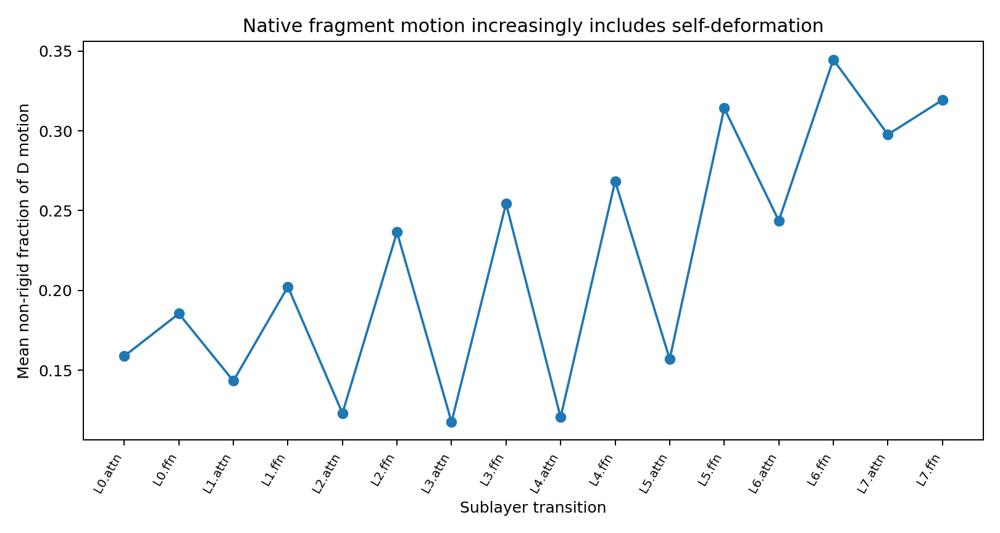 Native fragment motion increasingly includes self-deformation
Mean non-rigid fraction of D motion
0.35
0.30
0.25
0.20
0.15
L0.attn
L0.ffn
L1.attn
L1.ffn
L2.attn
L2.ffn
L3.attn
L3.ffn
L4.attn
L4.ffn
L5.attn
L5.ffn
L6.attn
L6.ffn
L7.attn
L7.ffn
Sublayer transition